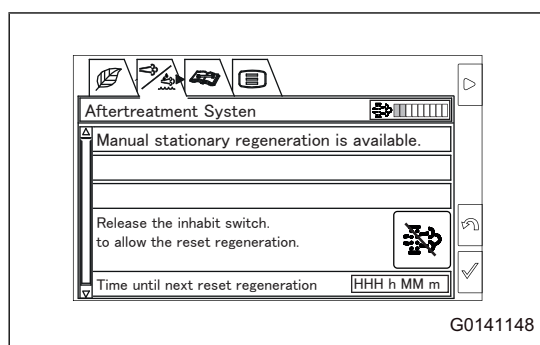 Aftertreatment Systen
Manual stationary regeneration is available.
Release the inhabit switch.
to allow the reset regeneration.
Time until next reset regeneration HHH h MM m
G0141148